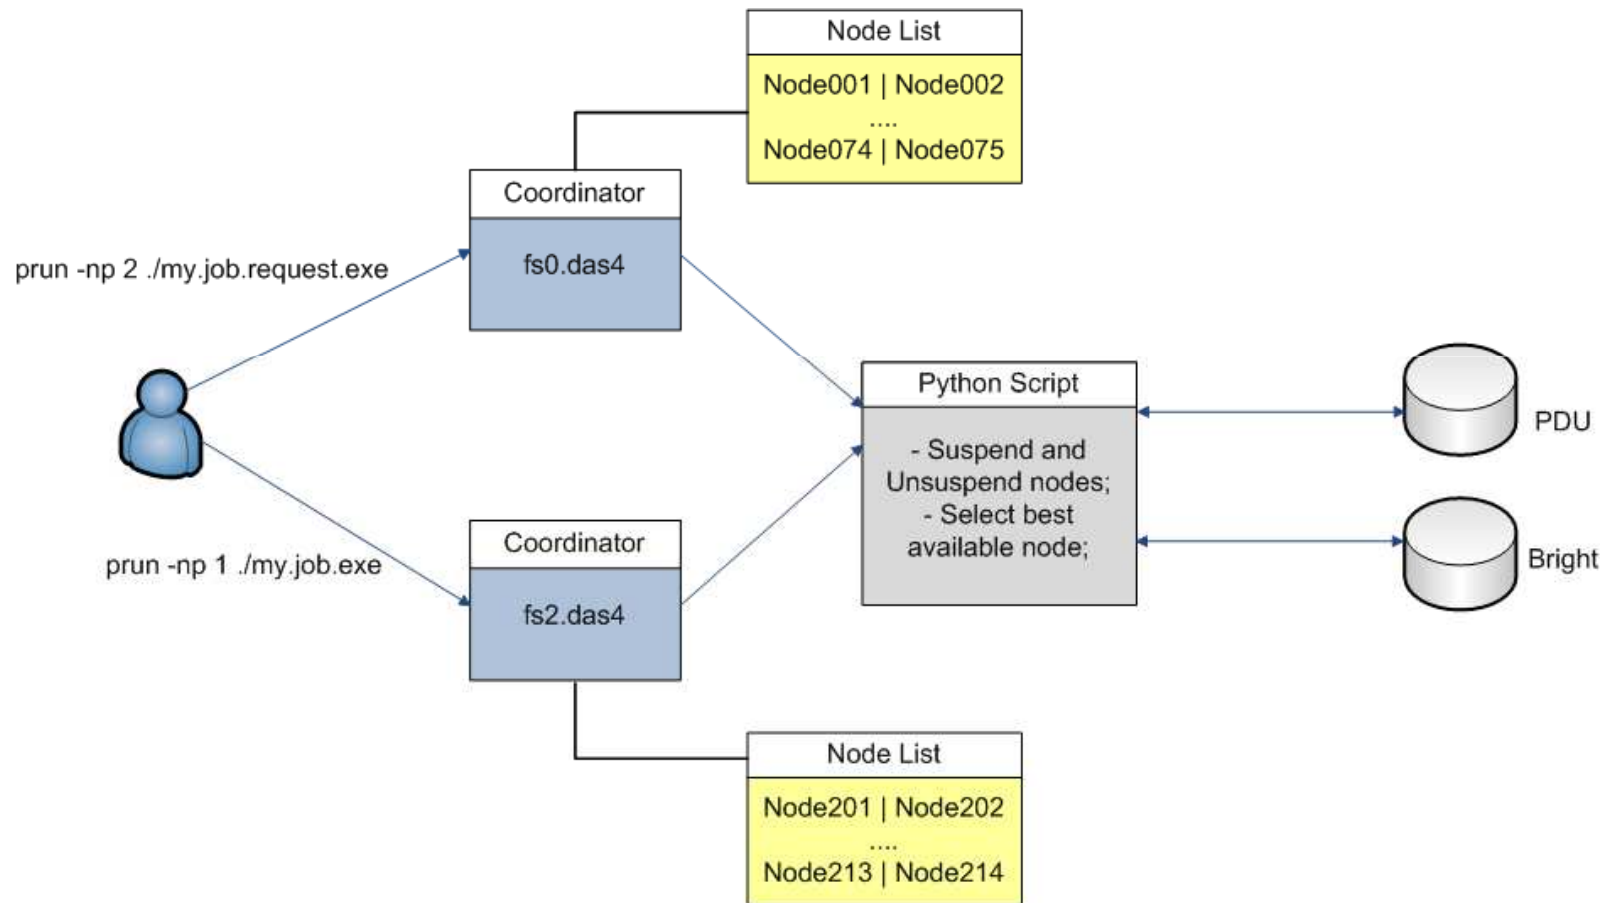 Node List
Node001 | Node002
....
Node074 | Node075
Coordinator
fs0.das4
prun -np 2 ./my.job.request.exe
Python Script
- Suspend and
Unsuspend nodes;
- Select best
available node;
PDU
Bright
Coordinator
fs2.das4
prun -np 1 ./my.job.exe
Node List
Node201 | Node202
....
Node213 | Node214